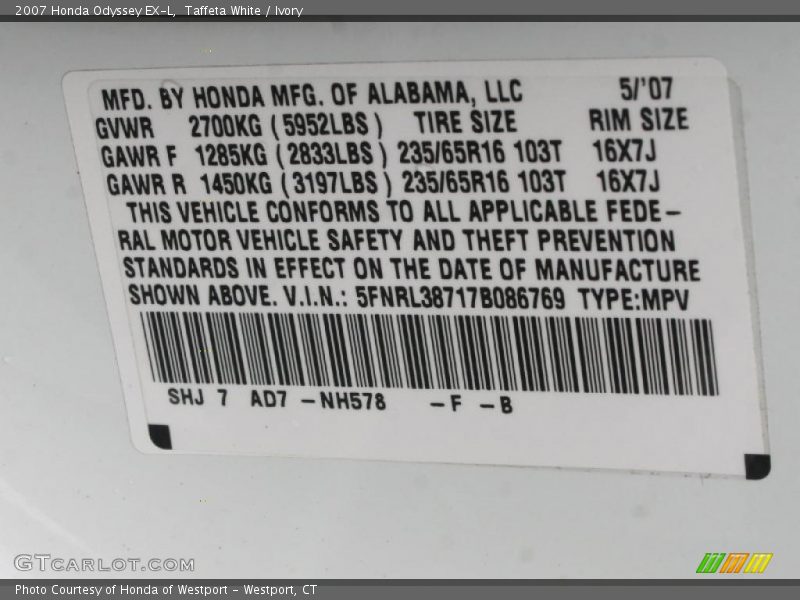 2007 Honda Odyssey EX-L, Taffeta White / Ivory
MFD. BY HONDA MFG. OF ALABAMA, LLC 5/'07
GVWR 2700KG (5952LBS) TIRE SIZE RIM SIZE
GAWR F 1285KG (2833LBS) 235/65R16 103T 16X7J
GAWR R 1450KG (3197LBS) 235/65R16 103T 16X7J
THIS VEHICLE CONFORMS TO ALL APPLICABLE FEDE-
RAL MOTOR VEHICLE SAFETY AND THEFT PREVENTION
STANDARDS IN EFFECT ON THE DATE OF MANUFACTURE
SHOWN ABOVE. V.I.N.: 5FNRL38717B086769 TYPE:MPV
SHJ 7 AD7 -NH578 -F -B
GTCARLOT.COM
Photo Courtesy of Honda of Westport - Westport, CT